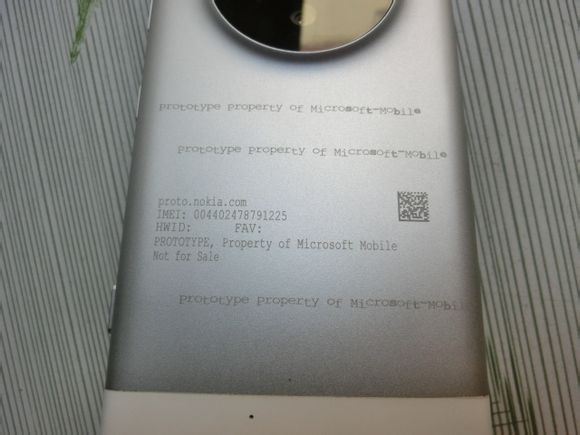 prototype property of Microsoft-Mobile
prototype property of Microsoft-Mobile
proto.nokia.com
IMEI: 004402478791225
HWID: FAV:
PROTOTYPE, Property of Microsoft Mobile
Not for Sale
prototype property of Microsoft-Mobil